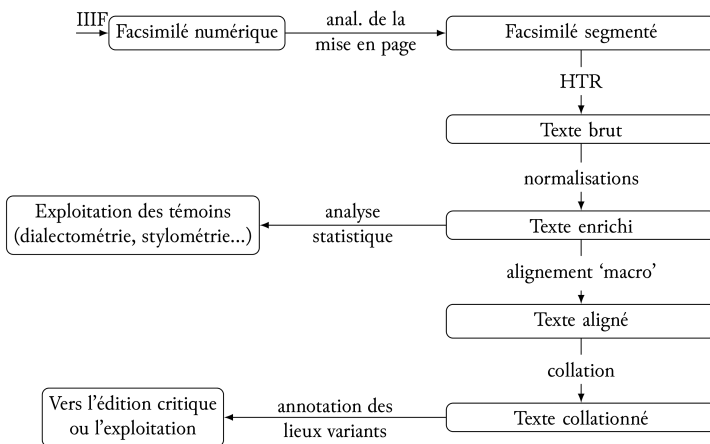 IIIF
Facsimilé numérique
anal. de la
mise en page
Facsimilé segmenté
HTR
Texte brut
normalisations
Exploitation des témoins
(dialectométrie, stylométrie...)
analyse
statistique
Texte enrichi
alignement ‘macro’
Texte aligné
collation
Vers l'édition critique
ou l'exploitation
annotation des
lieux variants
Texte collationné